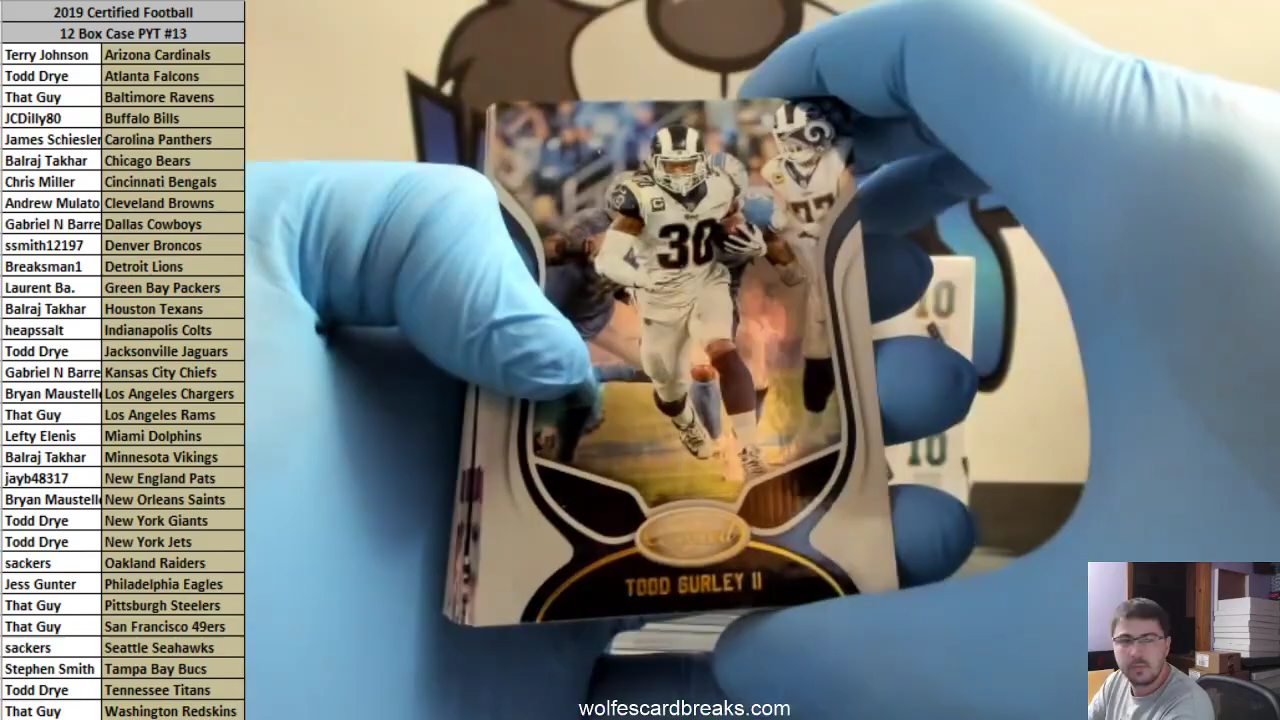 2019 Certified Football
12 Box Case PYT #13
Terry Johnson Arizona Cardinals
Todd Drye Atlanta Falcons
That Guy Baltimore Ravens
JCDilly80 Buffalo Bills
James Schiesler Carolina Panthers
Balraj Takhar Chicago Bears
Chris Miller Cincinnati Bengals
Andrew Mulato Cleveland Browns
Gabriel N Barre Dallas Cowboys
ssmith12197 Denver Broncos
Breaksman1 Detroit Lions
Laurent Ba. Green Bay Packers
Balraj Takhar Houston Texans
heapssalt Indianapolis Colts
Todd Drye Jacksonville Jaguars
Gabriel N Barre Kansas City Chiefs
Bryan Maustell Los Angeles Chargers
That Guy Los Angeles Rams
Lefty Elenis Miami Dolphins
Balraj Takhar Minnesota Vikings
jayb48317 New England Pats
Bryan Maustell New Orleans Saints
Todd Drye New York Giants
Todd Drye New York Jets
sackers Oakland Raiders
Jess Gunter Philadelphia Eagles
That Guy Pittsburgh Steelers
That Guy San Francisco 49ers
sackers Seattle Seahawks
Stephen Smith Tampa Bay Bucs
Todd Drye Tennessee Titans
That Guy Washington Redskins
30
77
10
10
TODD GURLEY II
wolfescardbreaks.com